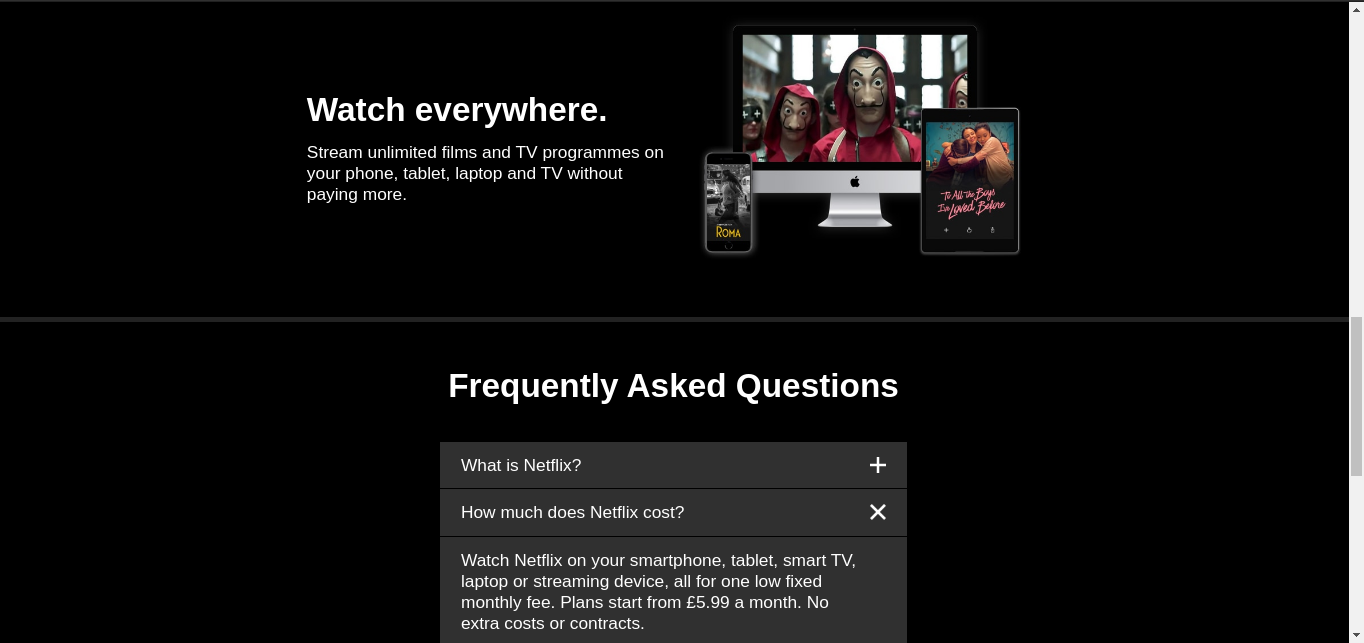 Watch everywhere.
Stream unlimited films and TV programmes on
your phone, tablet, laptop and TV without
paying more.
ROMA
To All the Boys
I've Loved Before
Frequently Asked Questions
What is Netflix?
How much does Netflix cost?
Watch Netflix on your smartphone, tablet, smart TV,
laptop or streaming device, all for one low fixed
monthly fee. Plans start from £5.99 a month. No
extra costs or contracts.